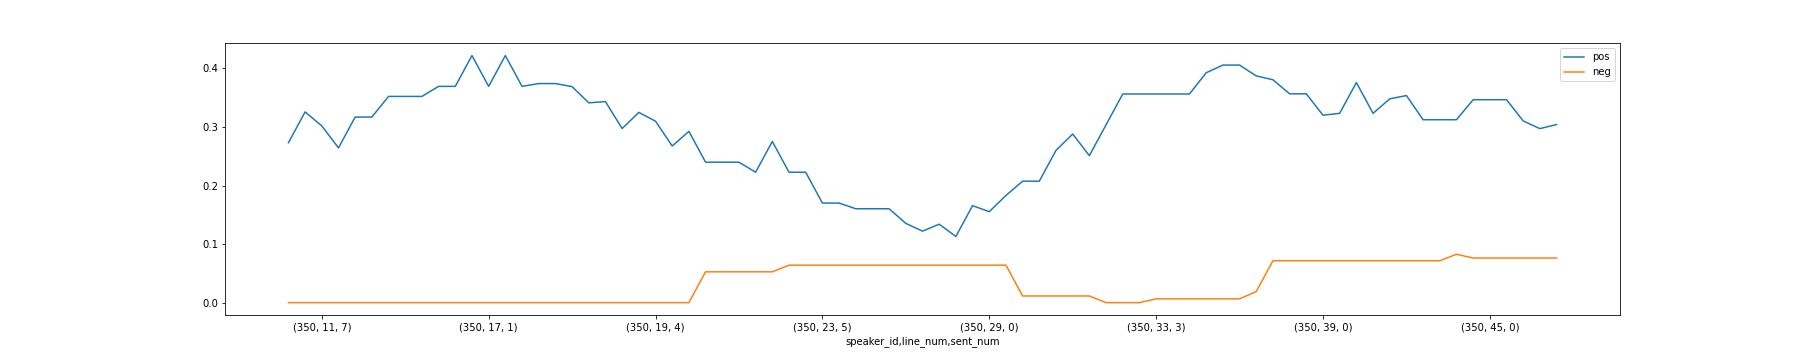 pos
neg
0.4
0.3
0.2
0.1
0.0
(350, 11, 7) (350, 17, 1) (350, 19, 4) (350, 23, 5) (350, 29, 0) (350, 33, 3) (350, 39, 0) (350, 45, 0)
speaker_id,line_num,sent_num